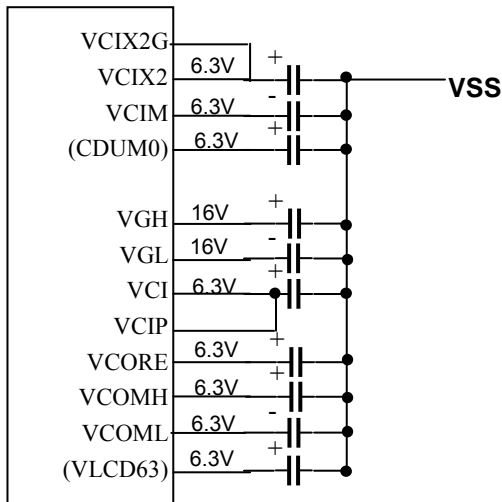 VCIX2G
VCIX2 6.3V + VSS
VCIM 6.3V -
(CDUM0) 6.3V +
VGH 16V +
VGL 16V -
VCI 6.3V +
VCIP
VCORE 6.3V +
VCOMH 6.3V +
VCOML 6.3V -
(VLCD63) 6.3V +